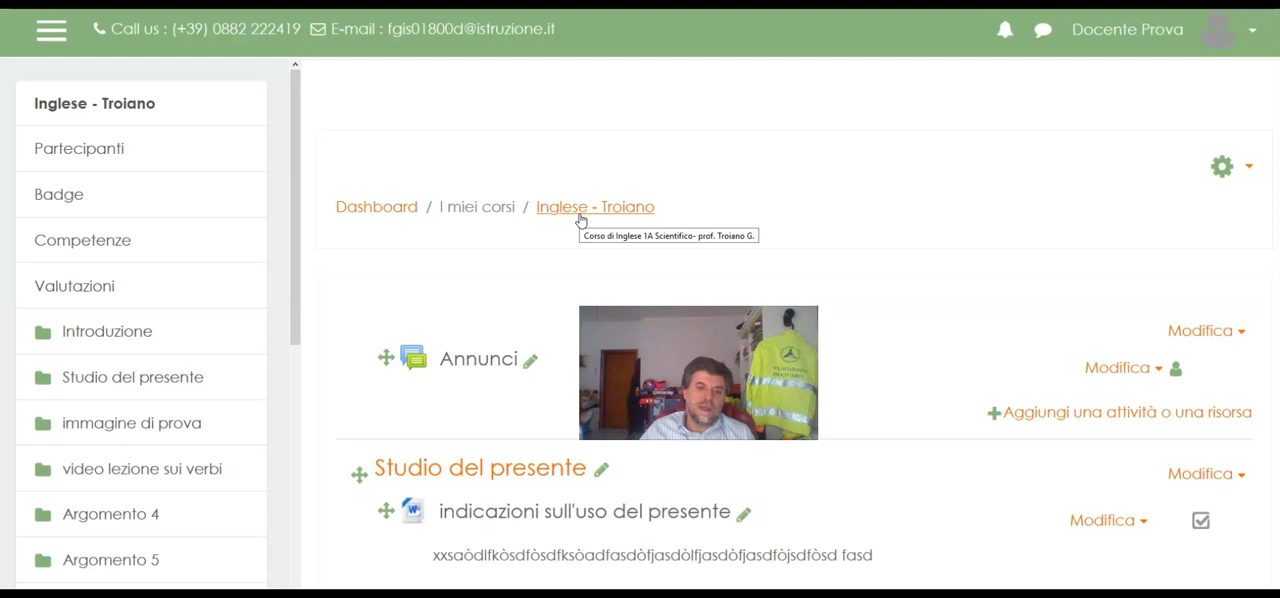 Call us : (+39) 0882 222419 E-mail : fgis01800d@istruzione.it
Docente Prova
Inglese - Troiano
Partecipanti
Badge
Competenze
Valutazioni
Introduzione
Studio del presente
immagine di prova
video lezione sui verbi
Argomento 4
Argomento 5
Dashboard / I miei corsi / Inglese - Troiano
Corso di Inglese 1A Scientifico- prof. Troiano G.
Modifica
Annunci
Modifica
Aggiungi una attività o una risorsa
Studio del presente
Modifica
indicazioni sull'uso del presente
Modifica
xxsaòdlfkòsdfòsdfksòadfasdòfjasdòlfjasdòfjasdfòjsdfòsd fasd